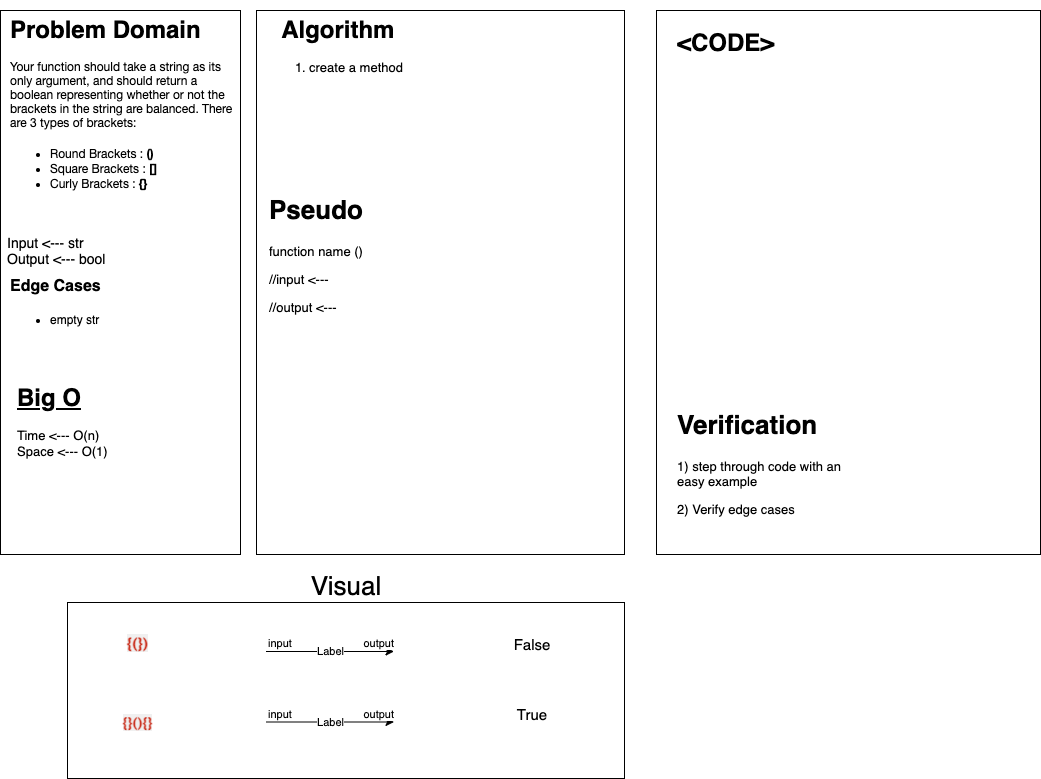 Problem Domain
Your function should take a string as its
only argument, and should return a
boolean representing whether or not the
brackets in the string are balanced. There
are 3 types of brackets:
• Round Brackets : ()
• Square Brackets : []
• Curly Brackets : {}
Input <--- str
Output <--- bool
Edge Cases
• empty str
Big O
Time <--- O(n)
Space <--- O(1)
Algorithm
1. create a method
Pseudo
function name ()
//input <---
//output <---
<CODE>
Verification
1) step through code with an
easy example
2) Verify edge cases
Visual
{(})
input Label output
False
{}(){}
input Label output
True